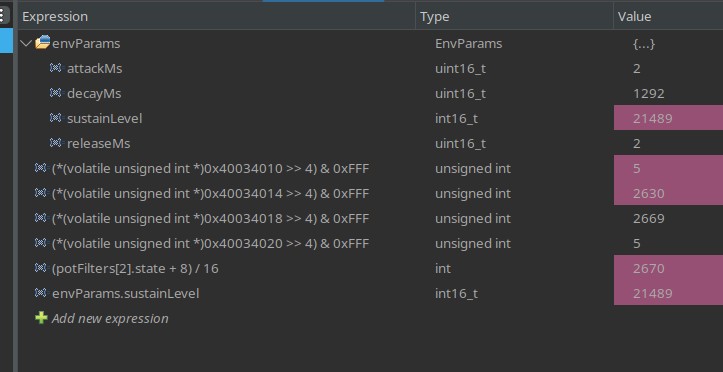 Expression Type Value
envParams EnvParams {...}
attackMs uint16_t 2
decayMs uint16_t 1292
sustainLevel int16_t 21489
releaseMs uint16_t 2
(*(volatile unsigned int *)0x40034010 >> 4) & 0xFFF unsigned int 5
(*(volatile unsigned int *)0x40034014 >> 4) & 0xFFF unsigned int 2630
(*(volatile unsigned int *)0x40034018 >> 4) & 0xFFF unsigned int 2669
(*(volatile unsigned int *)0x40034020 >> 4) & 0xFFF unsigned int 5
(potFilters[2].state + 8) / 16 int 2670
envParams.sustainLevel int16_t 21489
Add new expression